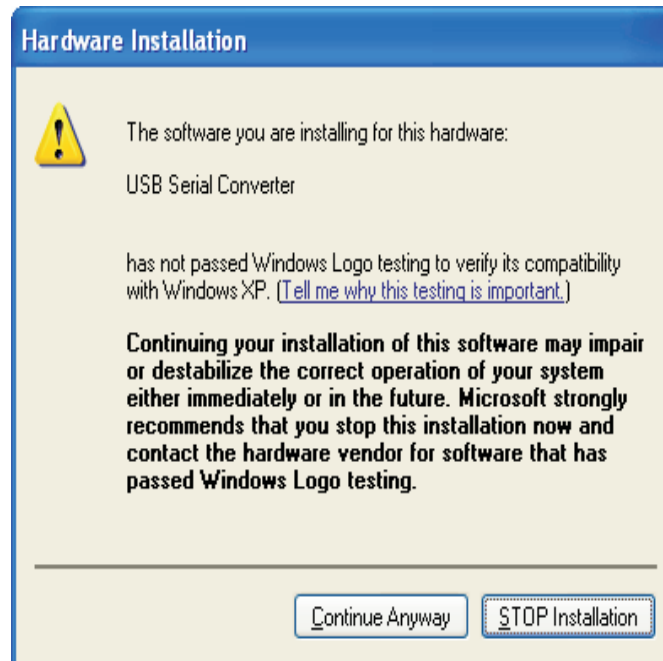 Hardware Installation
The software you are installing for this hardware:
USB Serial Converter
has not passed Windows Logo testing to verify its compatibility
with Windows XP. (Tell me why this testing is important.)
Continuing your installation of this software may impair
or destabilize the correct operation of your system
either immediately or in the future. Microsoft strongly
recommends that you stop this installation now and
contact the hardware vendor for software that has
passed Windows Logo testing.
Continue Anyway
STOP Installation